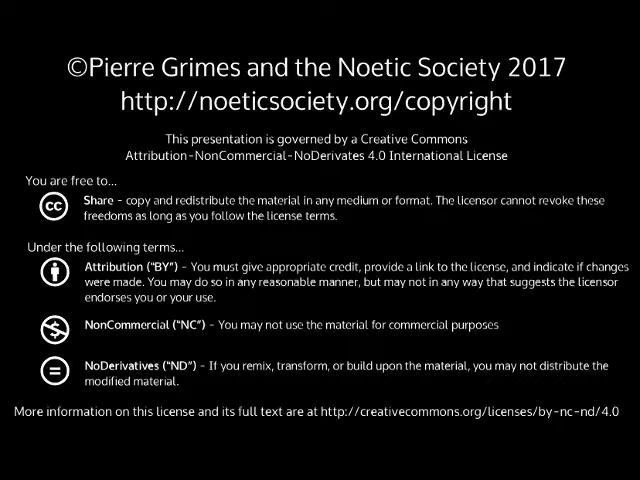 ©Pierre Grimes and the Noetic Society 2017
http://noeticsociety.org/copyright
This presentation is governed by a Creative Commons
Attribution-NonCommercial-NoDerivates 4.0 International License
You are free to...
Share - copy and redistribute the material in any medium or format. The licensor cannot revoke these
freedoms as long as you follow the license terms.
Under the following terms...
Attribution ("BY") - You must give appropriate credit, provide a link to the license, and indicate if changes
were made. You may do so in any reasonable manner, but may not in any way that suggests the licensor
endorses you or your use.
NonCommercial ("NC") - You may not use the material for commercial purposes
NoDerivatives ("ND") - If you remix, transform, or build upon the material, you may not distribute the
modified material.
More information on this license and its full text are at http://creativecommons.org/licenses/by-nc-nd/4.0